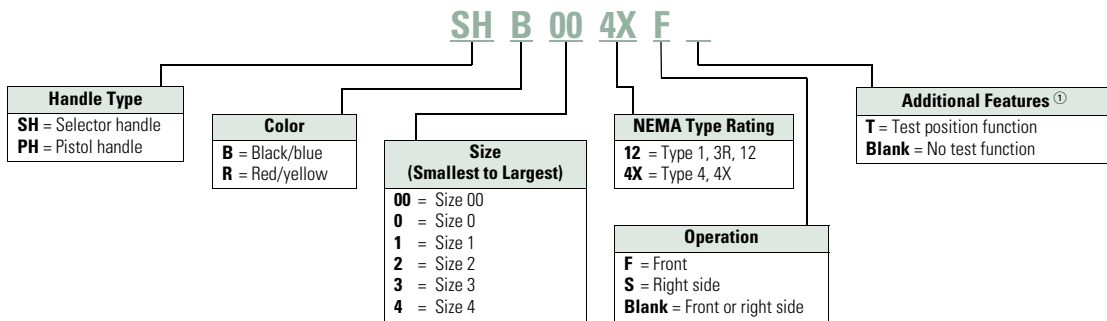 SH B 00 4X F _
Handle Type
SH = Selector handle
PH = Pistol handle
Color
B = Black/blue
R = Red/yellow
Size
(Smallest to Largest)
00 = Size 00
0 = Size 0
1 = Size 1
2 = Size 2
3 = Size 3
4 = Size 4
NEMA Type Rating
12 = Type 1, 3R, 12
4X = Type 4, 4X
Operation
F = Front
S = Right side
Blank = Front or right side
Additional Features ①
T = Test position function
Blank = No test function